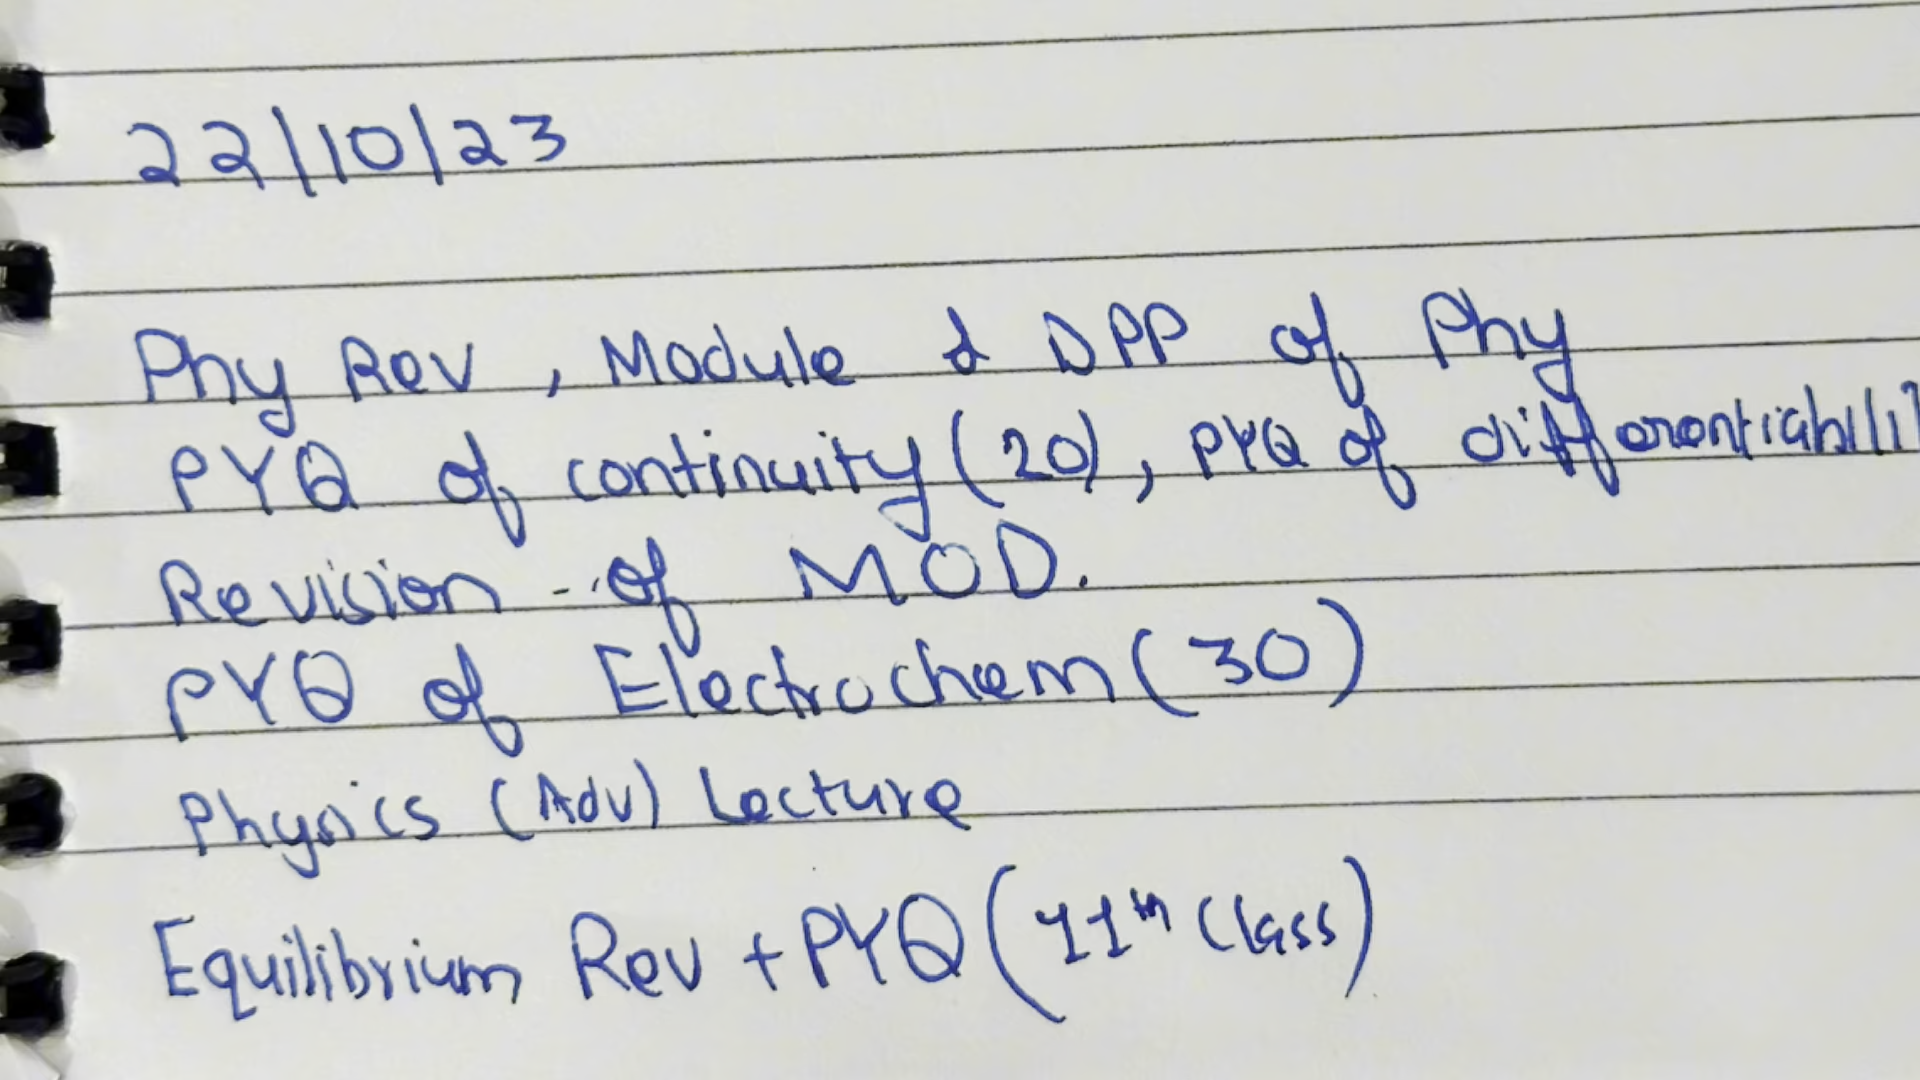 22/10/23
Phy Rev, Module & DPP of Phy
PYQ of continuity (20), PYQ of differentiabili
Revision - of MOD.
PYQ of Electrochem (30)
Physics (Adv) Lecture
Equilibrium Rev + PYQ (11th Class)